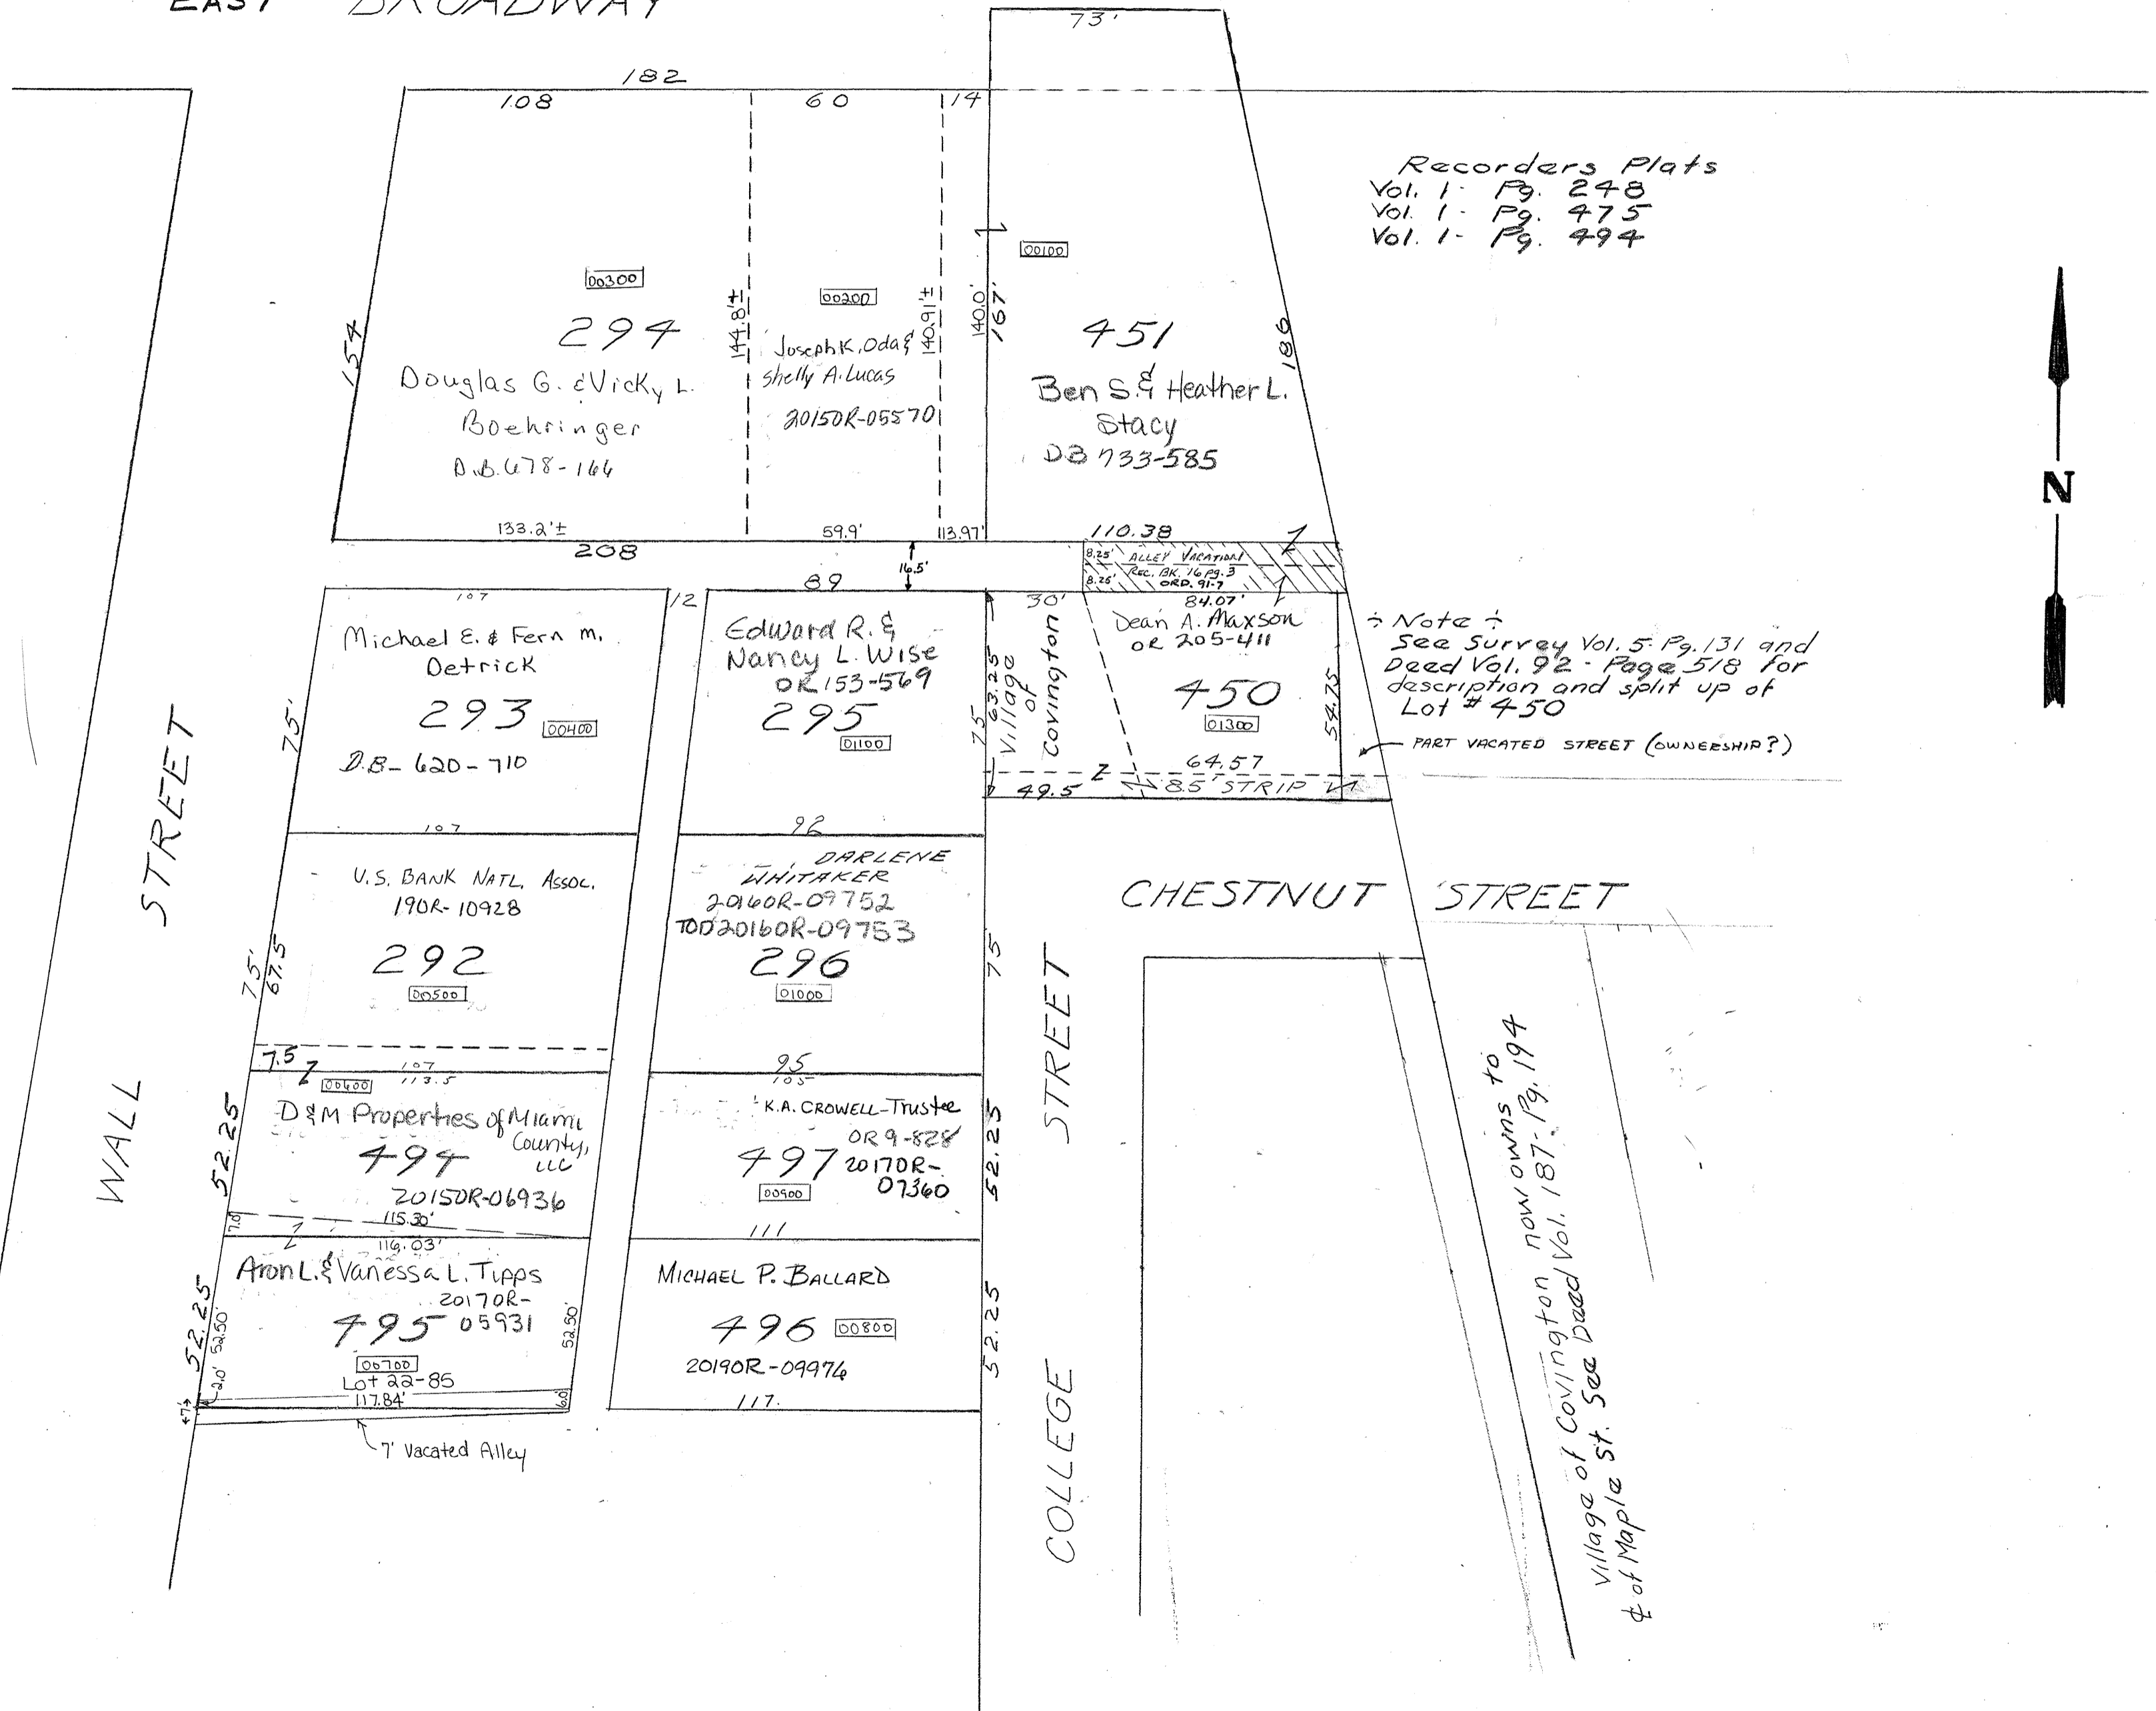 EAST BROADWAY
73'
182
108
60
14
Recorders Plats
Vol. 1- Pg. 248
Vol. 1- Pg. 475
Vol. 1- Pg. 494
N
154
00300
294
Douglas G. & Vicky L.
Boehringer
D.B. 678-166
133.2'±
208
144.8'±
00200
Joseph K. Oda &
Shelly A. Lucas
20150R-05570
59.9'
140.91'±
13.97'
140.0'
167'
00100
451
Ben S. & Heather L.
Stacy
DB 733-585
186
110.38
16.5'
8.25'
ALLEY VACATION
REC. BK. 16 pg. 3
8.25'
ORD. 91-7
107
12
89
30'
84.07'
Michael E. & Fern M.
Detrick
293
00400
D.B- 620-710
75'
107
Edward R. &
Nancy L. Wise
OR 153-569
295
01100
92
75
63.25
Village
of
Covington
Dean A. Maxson
OR 205-411
450
01300
54.75
64.57
49.5
8.5' STRIP
÷ Note ÷
See Survey Vol. 5- Pg. 131 and
Deed Vol. 92 - Page 518 for
description and split up of
Lot # 450
PART VACATED STREET (OWNERSHIP?)
U.S. BANK NATL. ASSOC.
190R-10928
292
00500
75'
67.5
7.5
107
DARLENE
WHITAKER
20160R-09752
TOD20160R-09753
296
01000
75
95
CHESTNUT STREET
WALL STREET
COLLEGE STREET
00600
113.5
D & M Properties of Miami
County,
LLC
494
20150R-06936
52.25
115.30'
7.0
105
K.A. CROWELL-Trustee
OR 9-828
497
20170R-
07360
00900
52.25
111
116.03'
Aron L. & Vanessa L. Tipps
20170R-
05931
495
00700
Lot 22-85
117.84'
52.25
52.50'
52.50'
2.0'
6.0
7'
7' Vacated Alley
MICHAEL P. BALLARD
496
00800
20190R-09976
52.25
117.
Village of Covington now owns to
℄ of Maple St. See Deed Vol. 187- Pg. 194